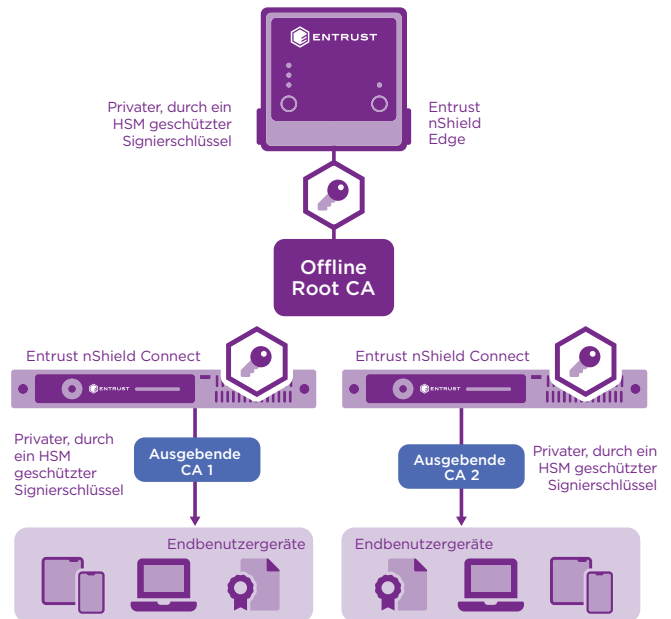 ENTRUST
Privater, durch ein
HSM geschützter
Signierschlüssel
Entrust
nShield
Edge
Offline
Root CA
Entrust nShield Connect
ENTRUST
Privater, durch
ein HSM
geschützter
Signierschlüssel
Ausgebende
CA 1
Endbenutzergeräte
Entrust nShield Connect
ENTRUST
Ausgebende
CA 2
Privater, durch ein
HSM geschützter
Signierschlüssel
Endbenutzergeräte